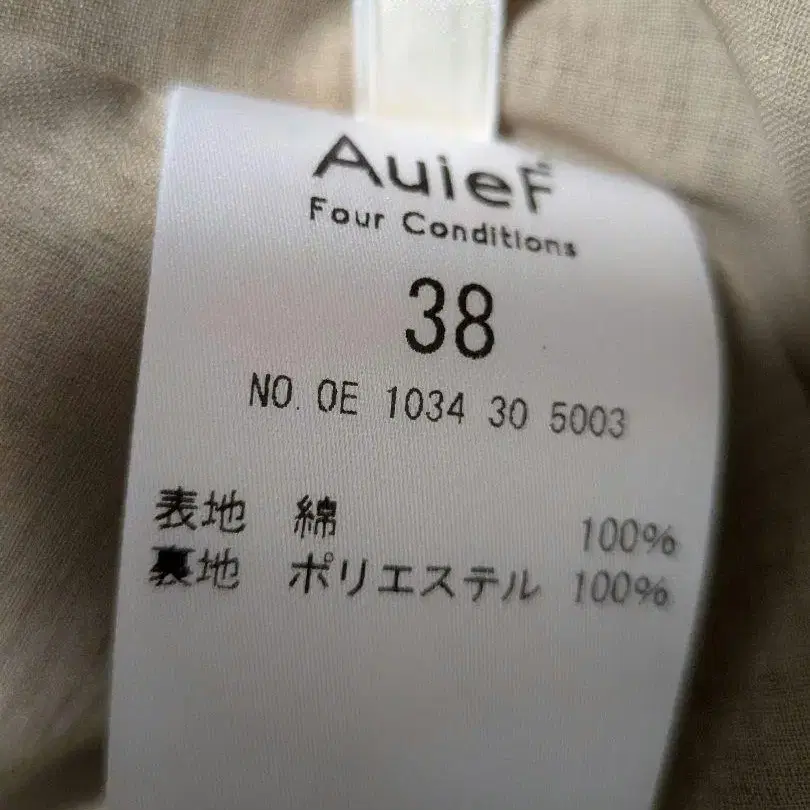 AuieF
Four Conditions
38
NO. OE 1034 30 5003
表地 綿 100%
裏地 ポリエステル 100%